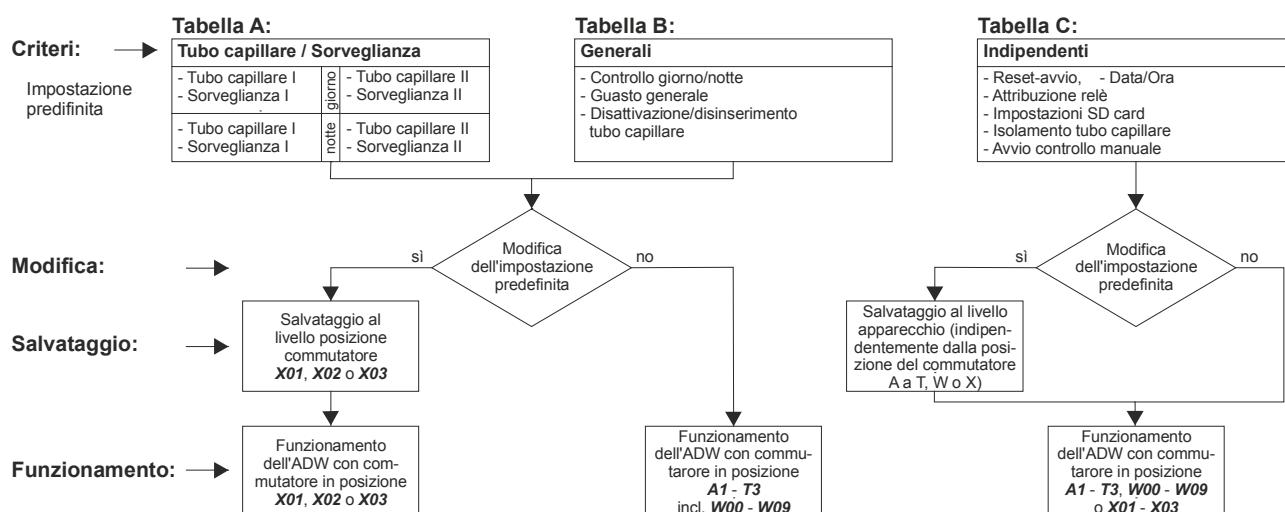 Tabella A:
Tabella B:
Tabella C:
Criteri:
Impostazione
predifinita
Tubo capillare / Sorveglianza
- Tubo capillare I
- Sorveglianza I
giorno
- Tubo capillare II
- Sorveglianza II
- Tubo capillare I
- Sorveglianza I
notte
- Tubo capillare II
- Sorveglianza II
Generali
- Controllo giorno/notte
- Guasto generale
- Disattivazione/disinserimento
tubo capillare
Indipendenti
- Reset-avvio, - Data/Ora
- Attribuzione relè
- Impostazioni SD card
- Isolamento tubo capillare
- Avvio controllo manuale
Modifica:
sì
Modifica
dell'impostazione
predefinita
no
sì
Modifica
dell'impostazione
predefinita
no
Salvataggio:
Salvataggio al
livello posizione
commutatore
X01, X02 o X03
Salvataggio al livello
apparecchio (indipen-
dentemente dalla posi-
zione del commutatore
A a T, W o X)
Funzionamento:
Funzionamento
dell'ADW con com-
mutatore in posizione
X01, X02 o X03
Funzionamento
dell'ADW con commu-
tarore in posizione
A1 - T3
incl. W00 - W09
Funzionamento
dell'ADW con commu-
tarore in posizione
A1 - T3, W00 - W09
o X01 - X03